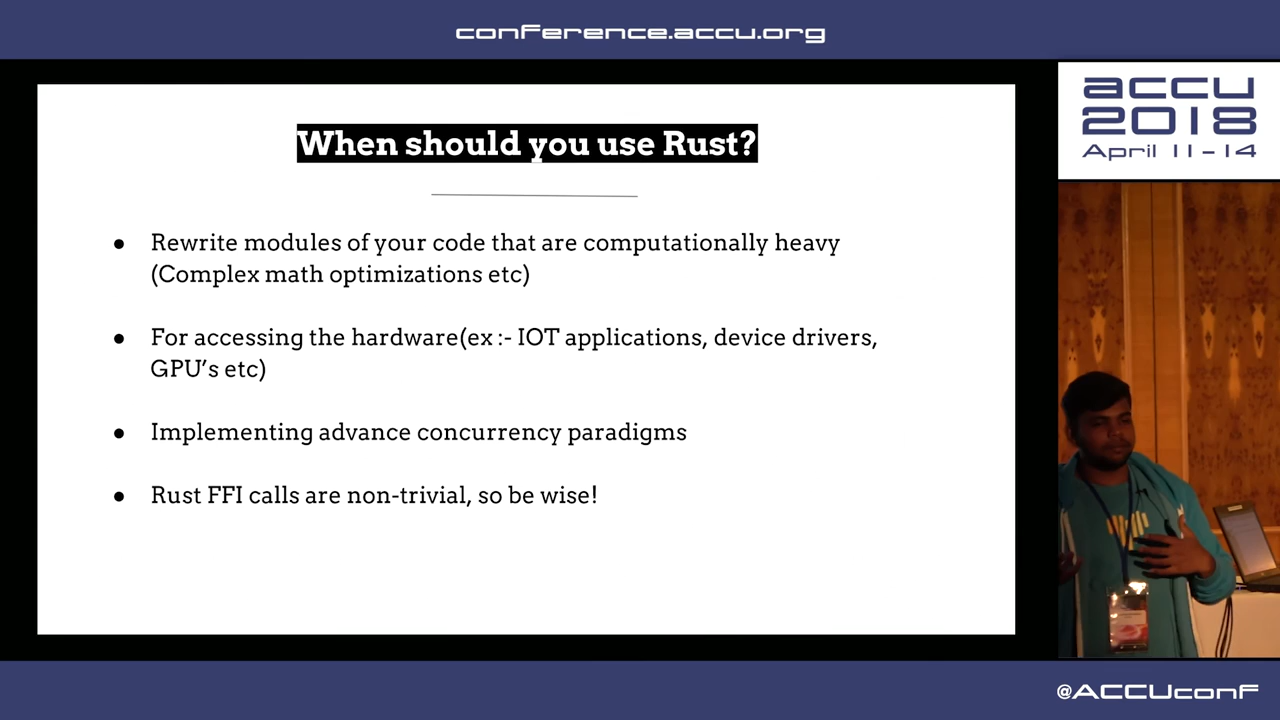 conference.accu.org
accu
2018
April 11-14
When should you use Rust?
● Rewrite modules of your code that are computationally heavy
(Complex math optimizations etc)
● For accessing the hardware(ex :- IOT applications, device drivers,
GPU’s etc)
● Implementing advance concurrency paradigms
● Rust FFI calls are non-trivial, so be wise!
@ACCUconf